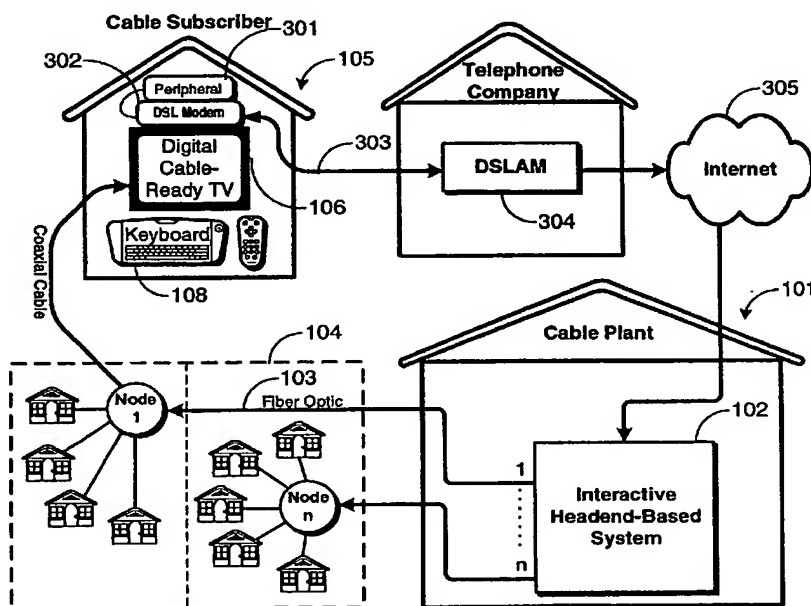 Cable Subscriber
302
301
105
Peripheral
DSL Modem
Digital
Cable-
Ready TV
106
Keyboard
108
Coaxial Cable
303
Telephone
Company
DSLAM
304
305
Internet
101
Cable Plant
104
103
Fiber Optic
Node
1
Node
n
102
1
n
Interactive
Headend-Based
System